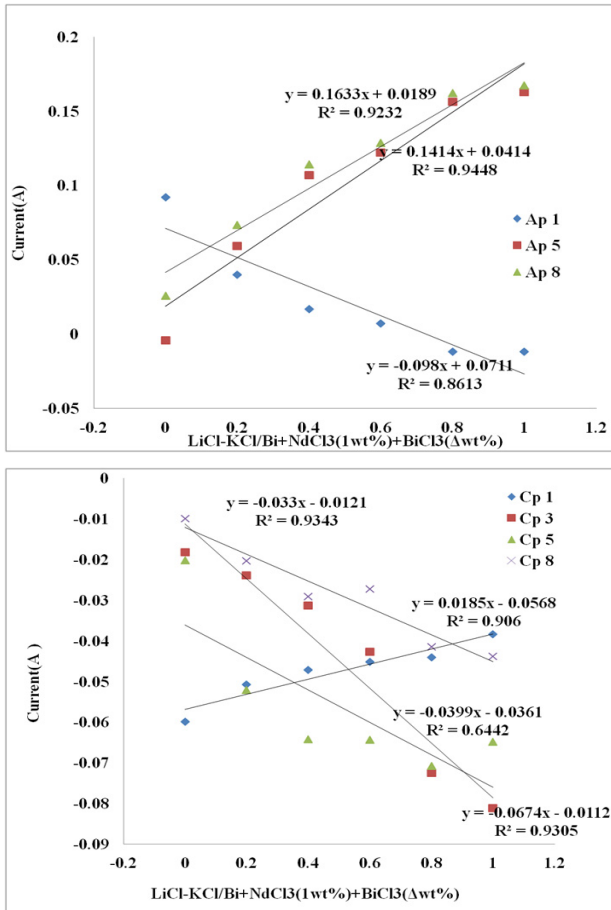 0.2
0.15
0.1
0.05
0
-0.05
Current(A)
y = 0.1633x + 0.0189
R² = 0.9232
y = 0.1414x + 0.0414
R² = 0.9448
y = -0.098x + 0.0711
R² = 0.8613
Ap 1
Ap 5
Ap 8
-0.2 0 0.2 0.4 0.6 0.8 1 1.2
LiCl-KCl/Bi+NdCl3(1wt%)+BiCl3(Δwt%)
0
-0.01
-0.02
-0.03
-0.04
-0.05
-0.06
-0.07
-0.08
-0.09
Current(A )
y = -0.033x - 0.0121
R² = 0.9343
Cp 1
Cp 3
Cp 5
Cp 8
y = 0.0185x - 0.0568
R² = 0.906
y = -0.0399x - 0.0361
R² = 0.6442
y = -0.0674x - 0.0112
R² = 0.9305
-0.2 0 0.2 0.4 0.6 0.8 1 1.2
LiCl-KCl/Bi+NdCl3(1wt%)+BiCl3(Δwt%)